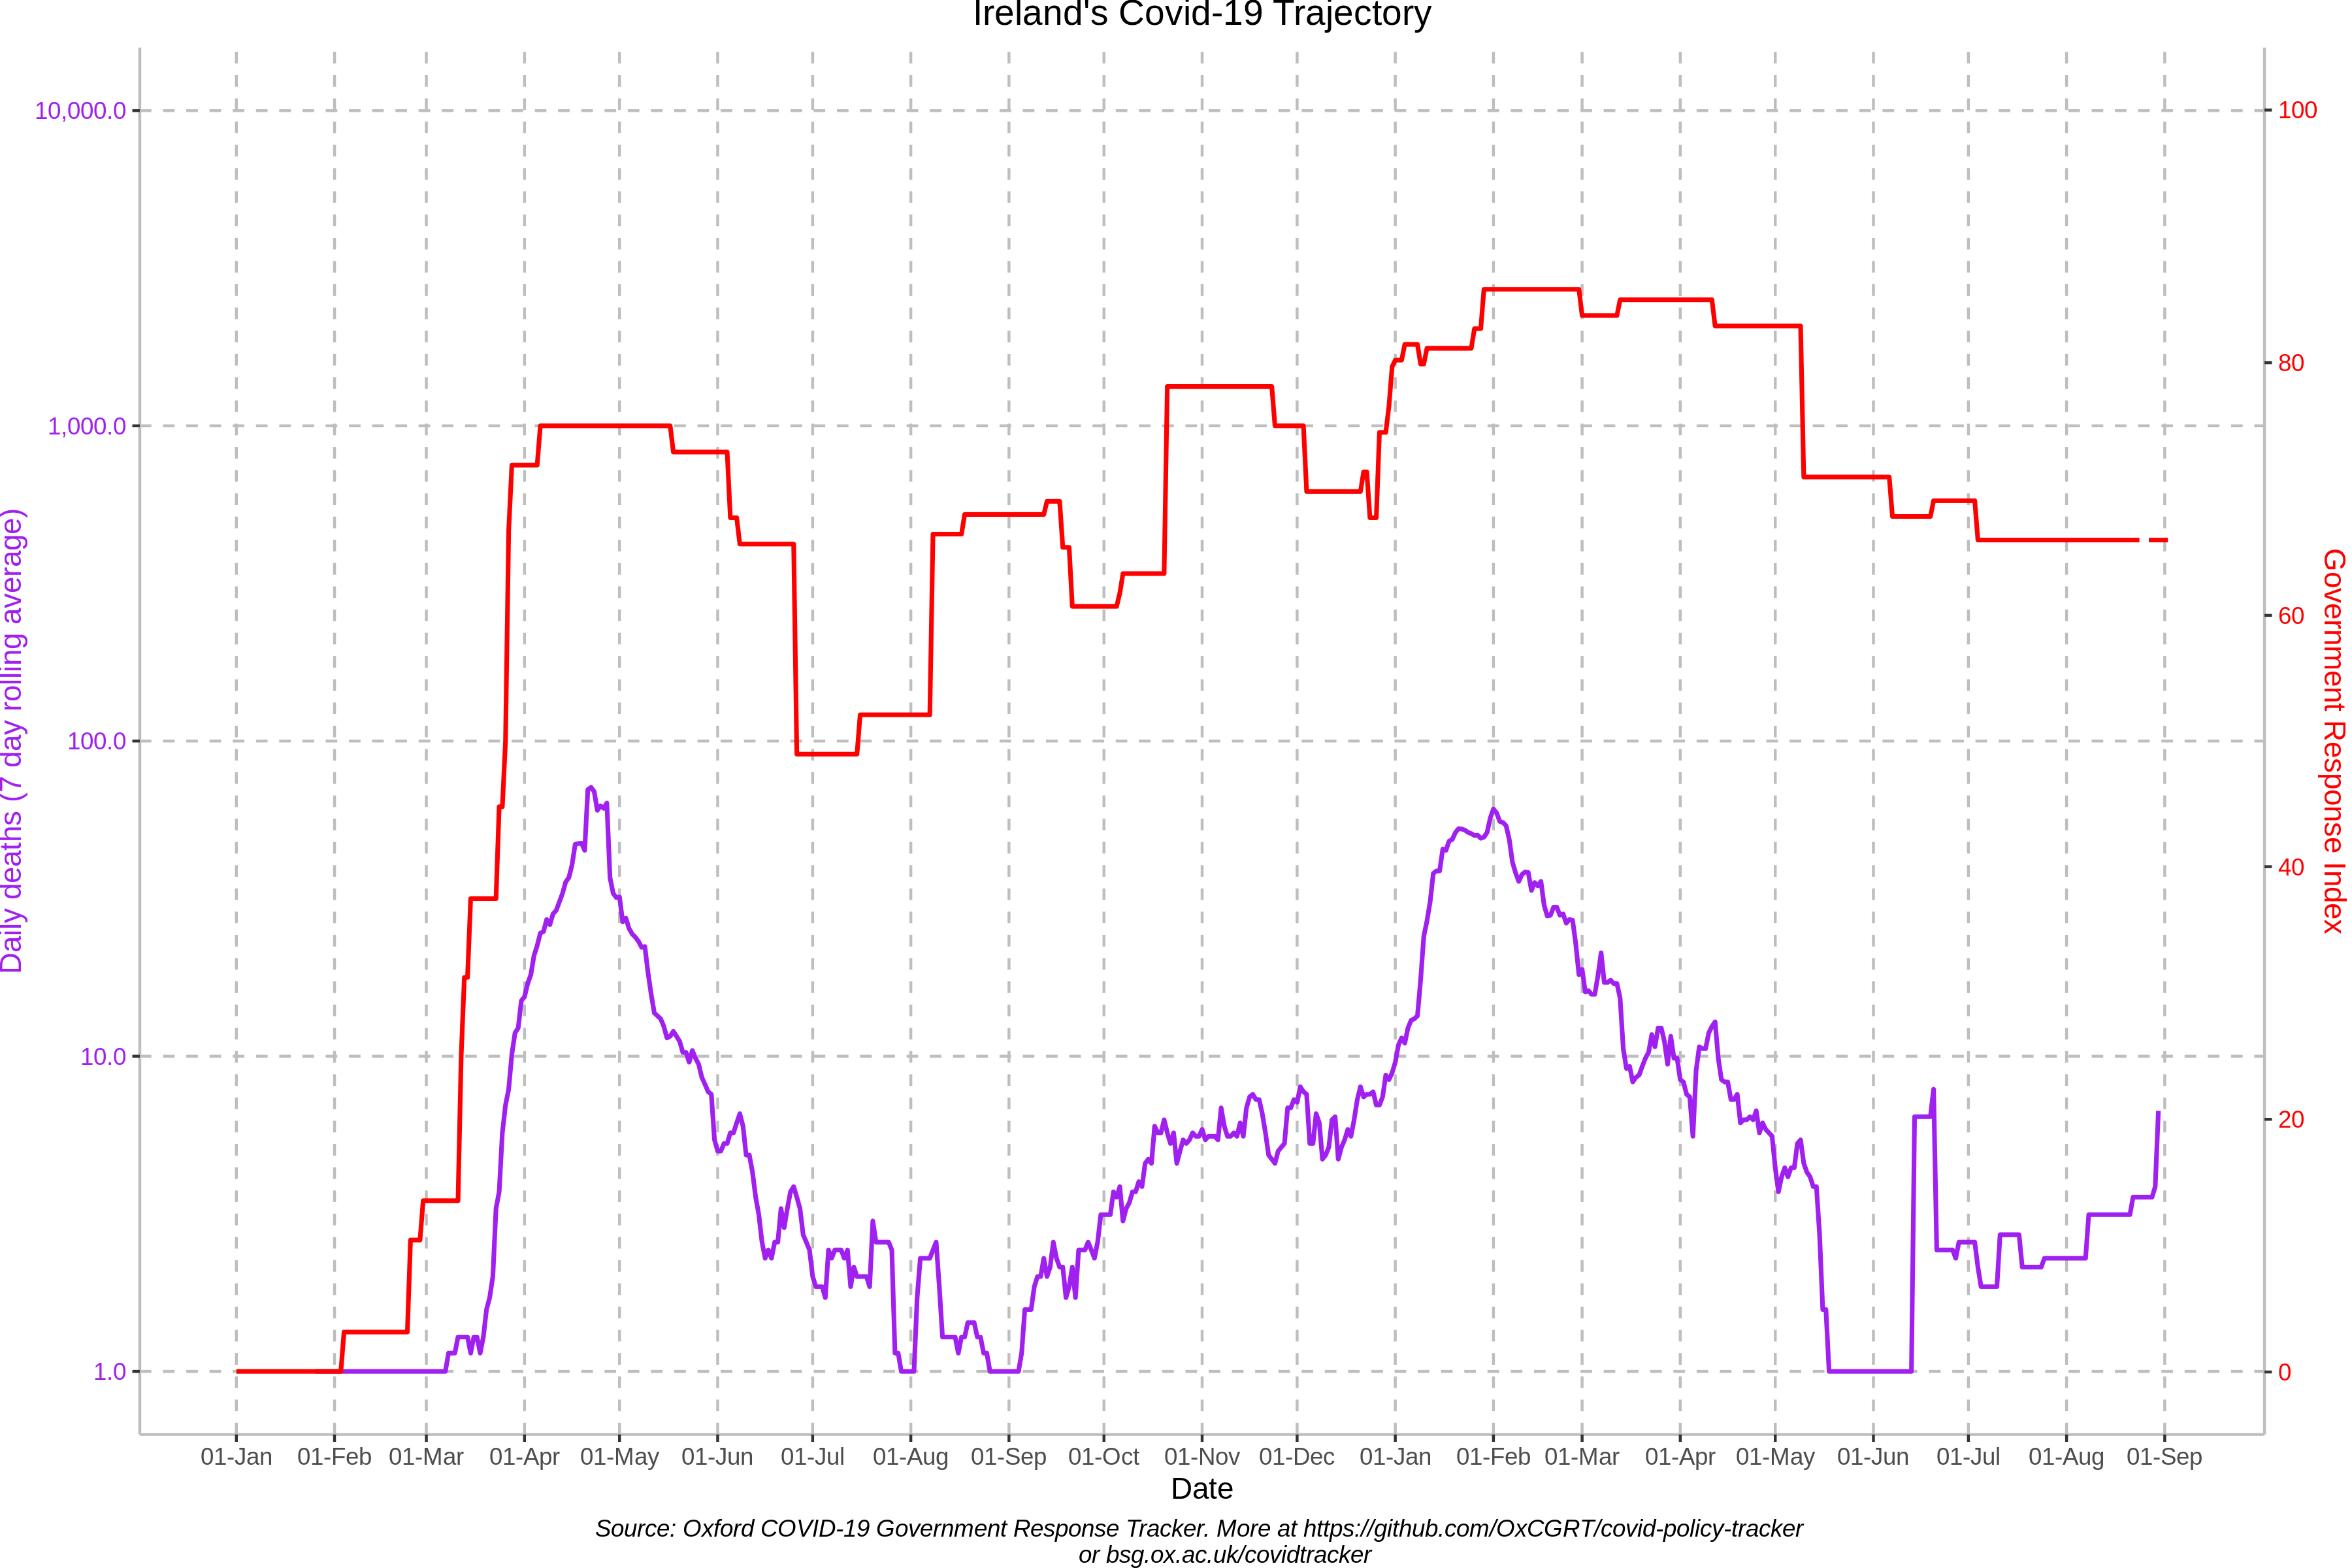 Ireland's Covid-19 Trajectory
10,000.0
1,000.0
100.0
10.0
1.0
Daily deaths (7 day rolling average)
100
80
60
40
20
0
Government Response Index
01-Jan 01-Feb 01-Mar 01-Apr 01-May 01-Jun 01-Jul 01-Aug 01-Sep 01-Oct 01-Nov 01-Dec 01-Jan 01-Feb 01-Mar 01-Apr 01-May 01-Jun 01-Jul 01-Aug 01-Sep
Date
Source: Oxford COVID-19 Government Response Tracker. More at https://github.com/OxCGRT/covid-policy-tracker
or bsg.ox.ac.uk/covidtracker